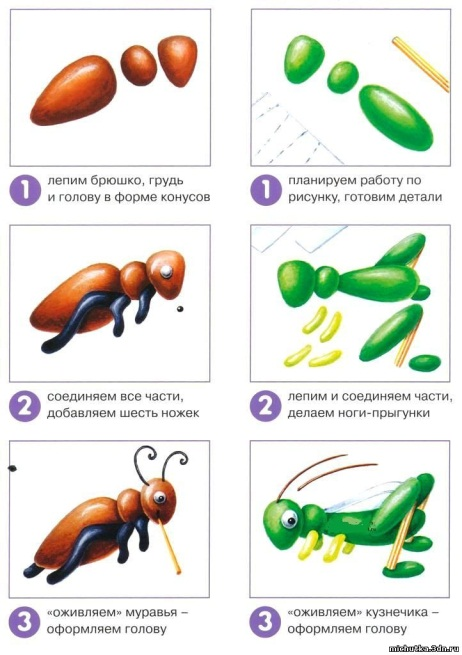 1 лепим брюшко, грудь
и голову в форме конусов
1 планируем работу по
рисунку, готовим детали
2 соединяем все части,
добавляем шесть ножек
2 лепим и соединяем части,
делаем ноги-прыгунки
3 «оживляем» муравья –
оформляем голову
3 «оживляем» кузнечика –
оформляем голову
michutka.3dn.ru